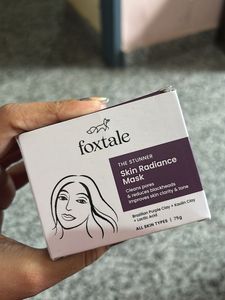 foxtale
THE STUNNER
Skin Radiance
Mask
Cleans pores
& reduces blackheads
Improves skin clarity & tone
Brazilian Purple Clay + Kaolin Clay
+ Lactic Acid
ALL SKIN TYPES | 75g